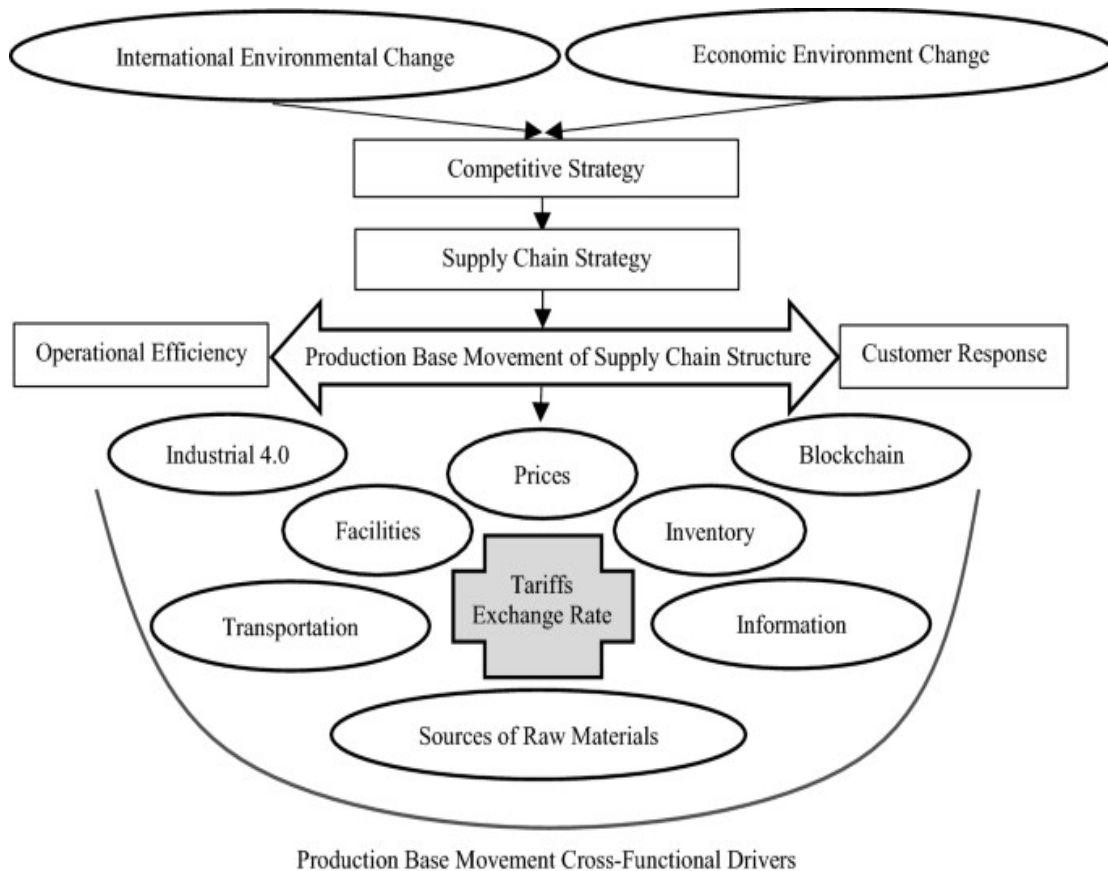 International Environmental Change
Economic Environment Change
Competitive Strategy
Supply Chain Strategy
Operational Efficiency
Production Base Movement of Supply Chain Structure
Customer Response
Industrial 4.0
Prices
Blockchain
Facilities
Inventory
Tariffs
Exchange Rate
Transportation
Information
Sources of Raw Materials
Production Base Movement Cross-Functional Drivers